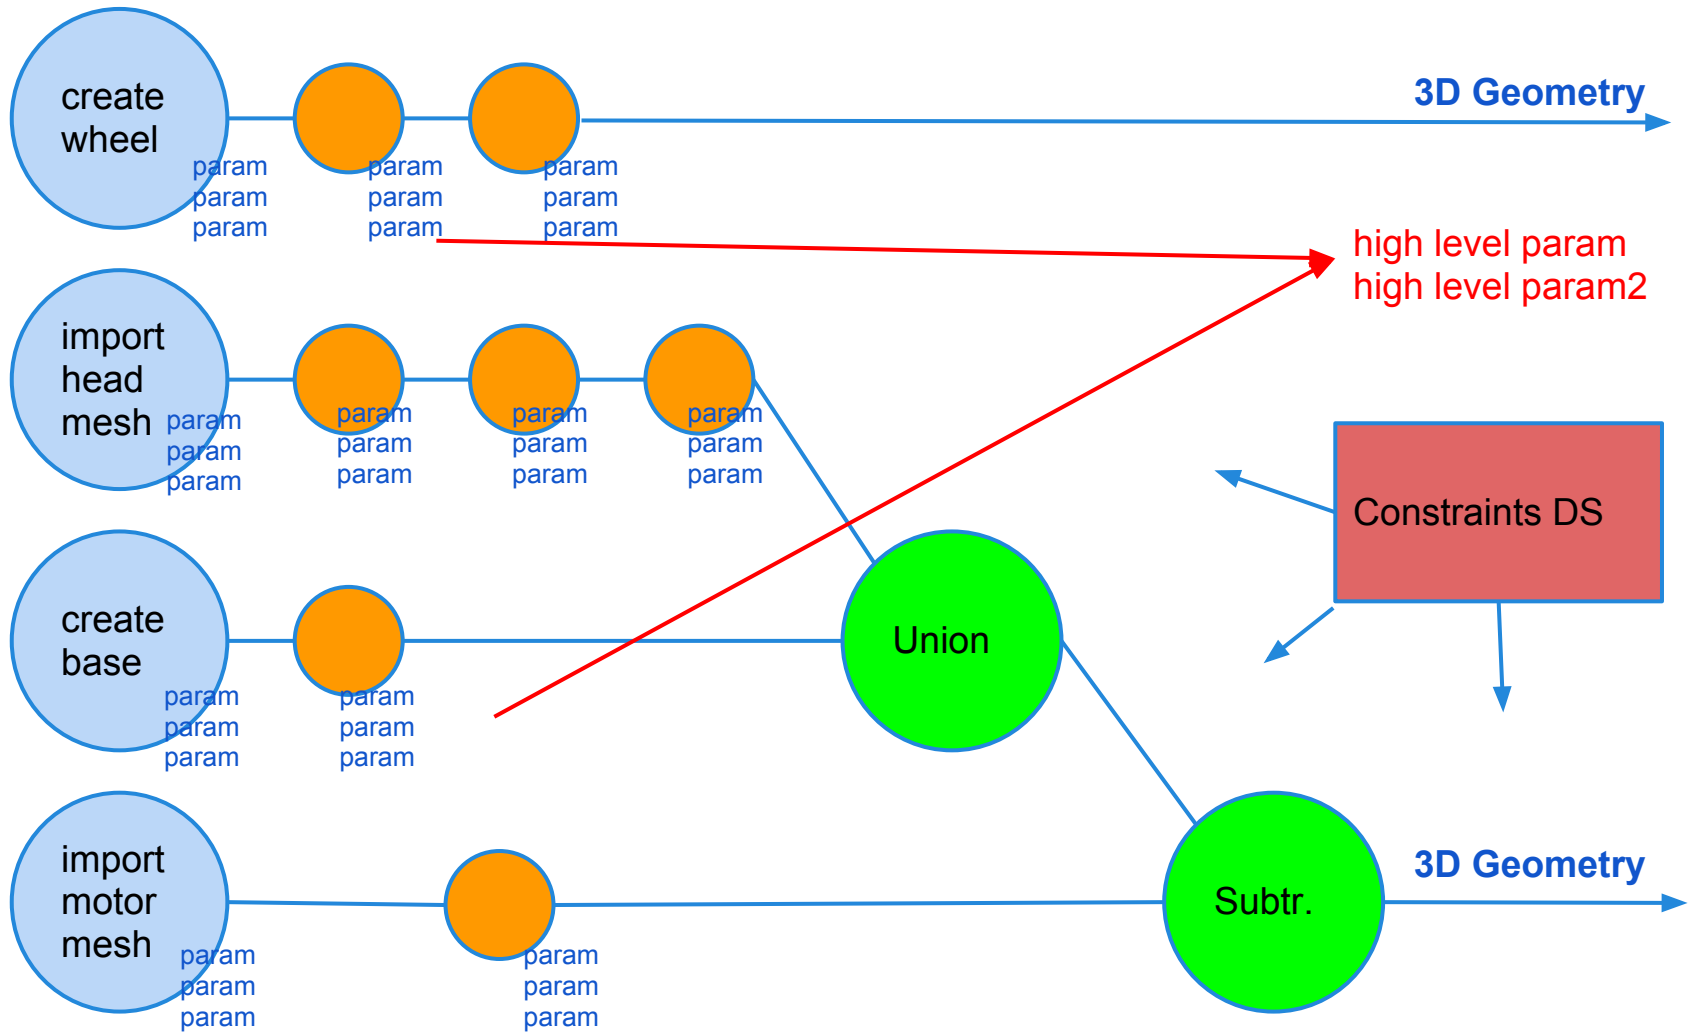 create
wheel
param
param
param
param
param
param
param
param
param
3D Geometry
high level param
high level param2
import
head
mesh
param
param
param
param
param
param
param
param
param
param
param
param
Constraints DS
create
base
param
param
param
param
param
param
Union
import
motor
mesh
param
param
param
param
param
param
Subtr.
3D Geometry